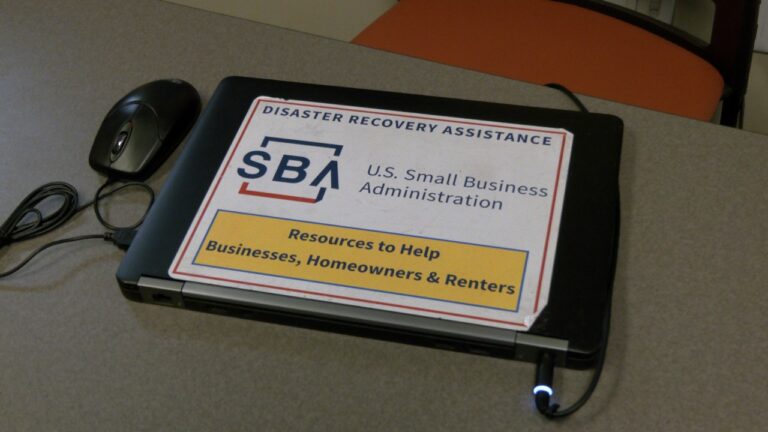 DISASTER RECOVERY ASSISTANCE
SBA
U.S. Small Business
Administration
Resources to Help
Businesses, Homeowners & Renters